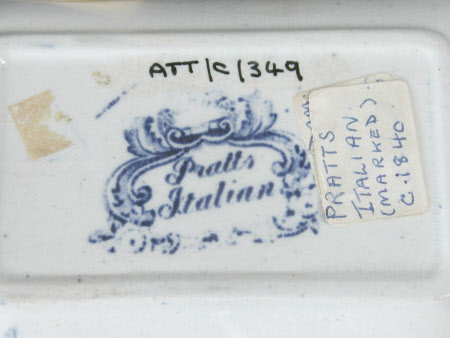 ATT/C/349
Pratts
Italian
PRATTS
ITALIAN
(MARKED).
C.1840.